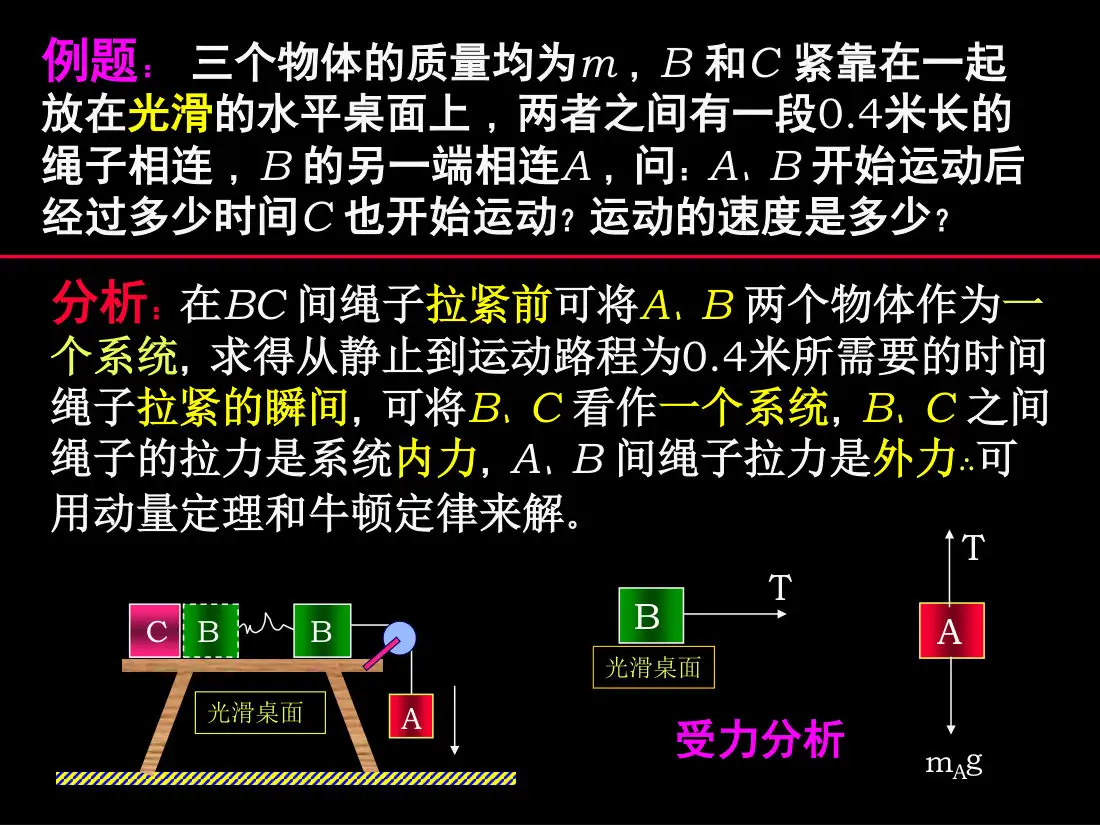 例题： 三个物体的质量均为m，B 和C 紧靠在一起
放在光滑的水平桌面上，两者之间有一段0.4米长的
绳子相连，B 的另一端相连A，问：A、B 开始运动后
经过多少时间C 也开始运动？运动的速度是多少？
分析：在BC 间绳子拉紧前可将A、B 两个物体作为一
个系统，求得从静止到运动路程为0.4米所需要的时间
绳子拉紧的瞬间，可将B、C 看作一个系统，B、C 之间
绳子的拉力是系统内力，A、B 间绳子拉力是外力∴可
用动量定理和牛顿定律来解。
C B B
光滑桌面
A
B T
光滑桌面
T
A
mAg
受力分析